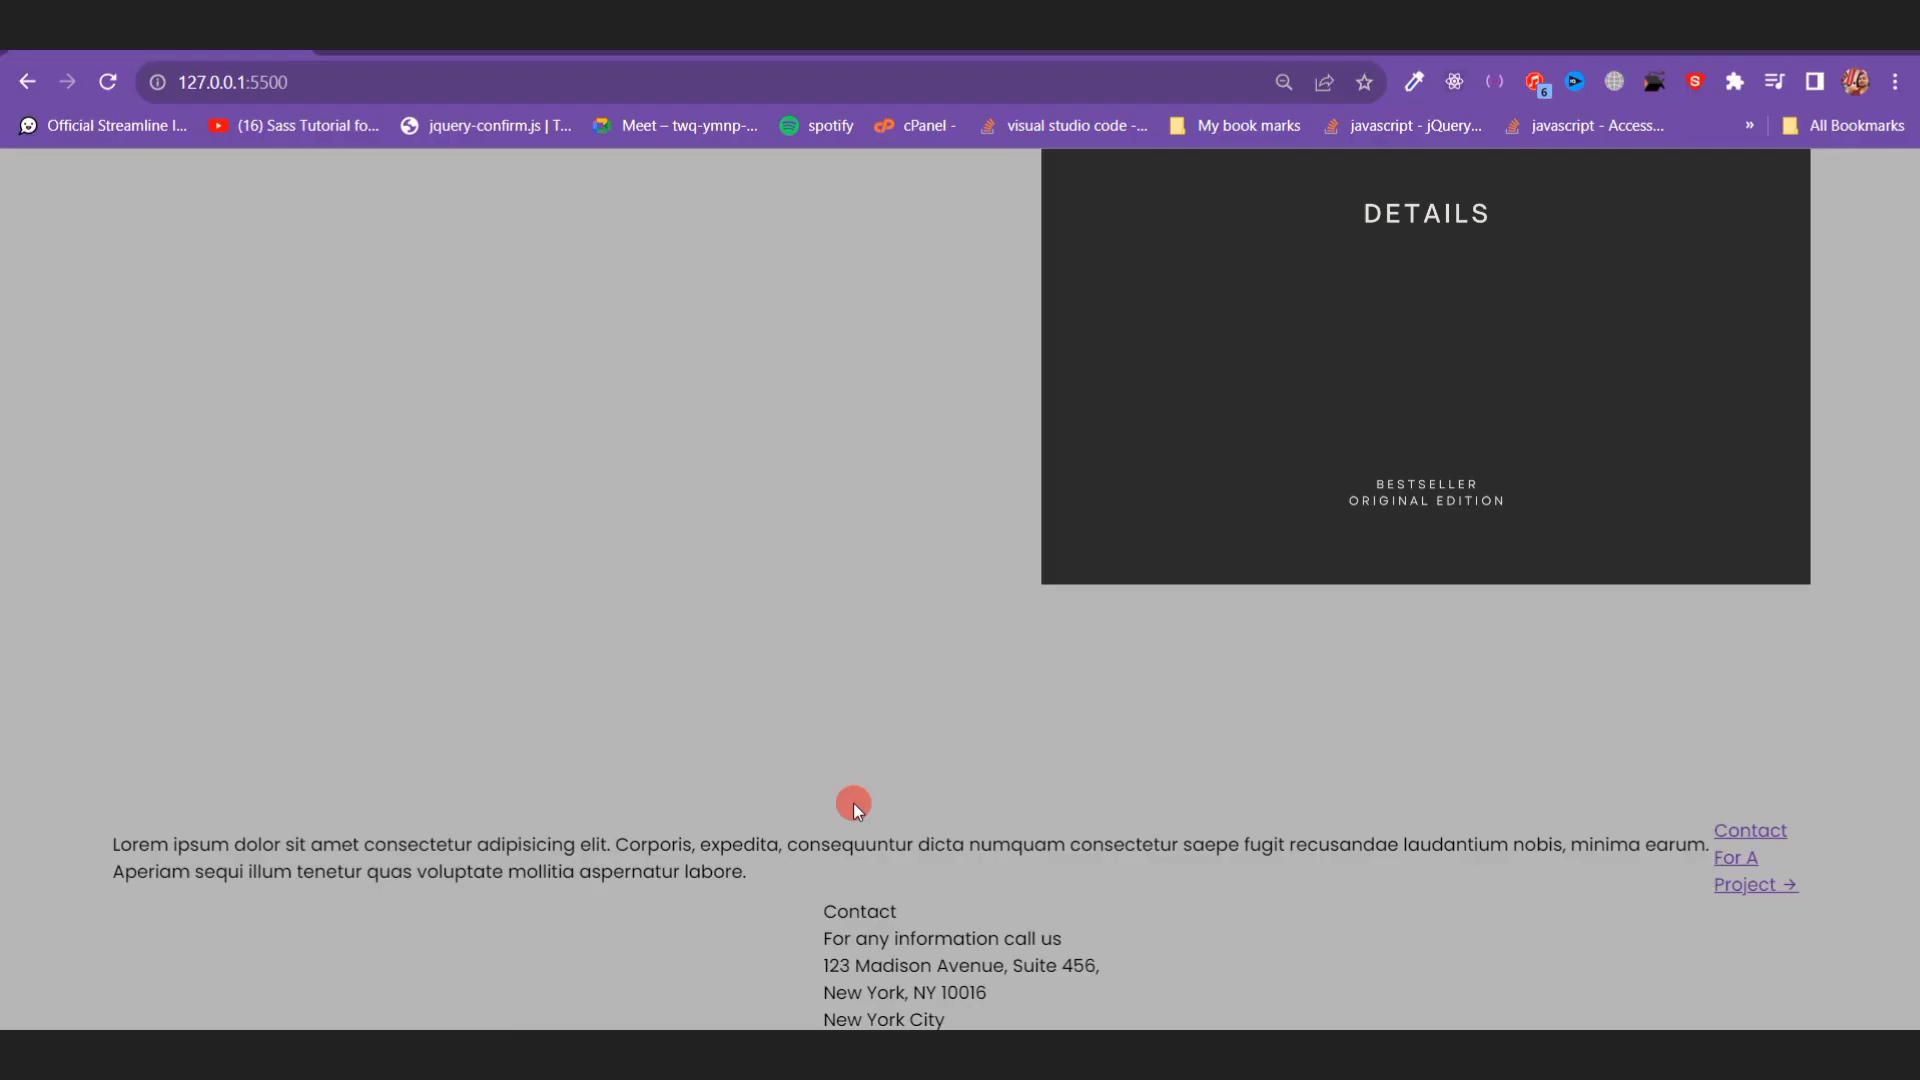 127.0.0.1:5500
6
S
Official Streamline I...
(16) Sass Tutorial fo...
jquery-confirm.js | T...
Meet – twq-ymnp-...
spotify
cPanel -
visual studio code -...
My book marks
javascript - jQuery...
javascript - Access...
»
All Bookmarks
DETAILS
BESTSELLER
ORIGINAL EDITION
Lorem ipsum dolor sit amet consectetur adipisicing elit. Corporis, expedita, consequuntur dicta numquam consectetur saepe fugit recusandae laudantium nobis, minima earum.
Aperiam sequi illum tenetur quas voluptate mollitia aspernatur labore.
Contact
For A
Project →
Contact
For any information call us
123 Madison Avenue, Suite 456,
New York, NY 10016
New York City